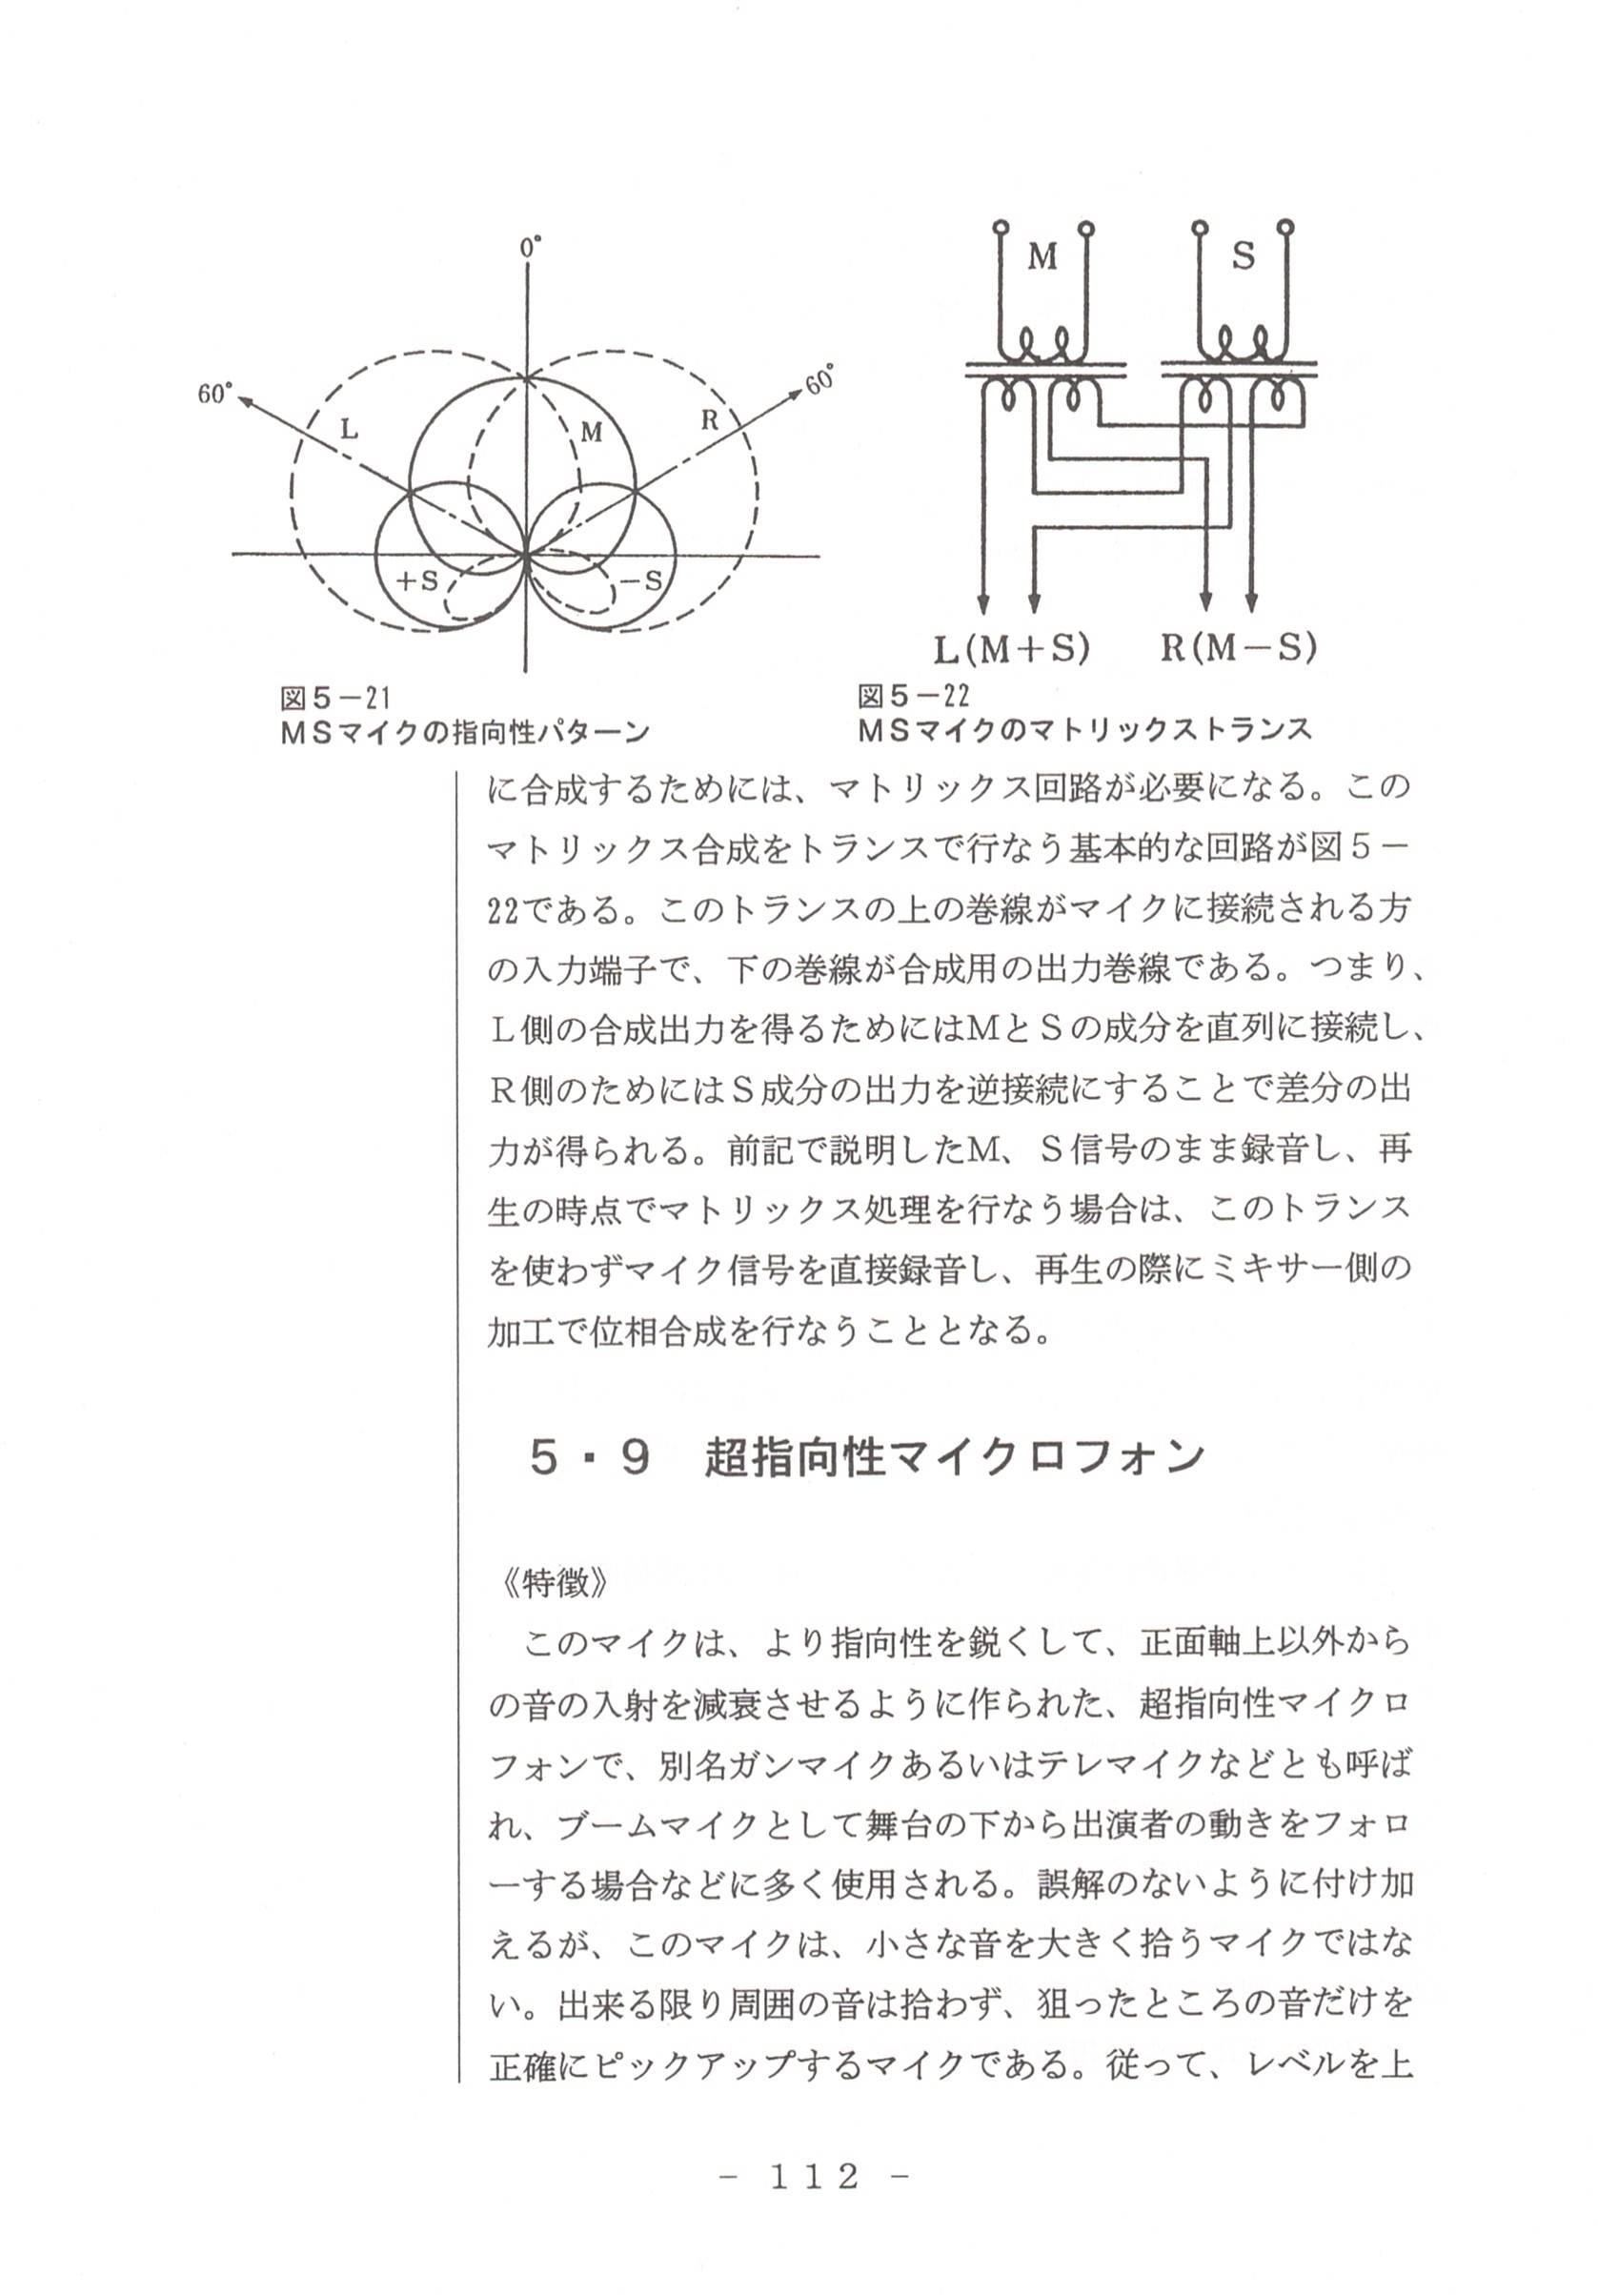 0°
60°
60°
L
M
R
+S
−S
図5−21
MSマイクの指向性パターン
M
S
L(M+S)
R(M−S)
図5−22
MSマイクのマトリックストランス
に合成するためには、マトリックス回路が必要になる。この
マトリックス合成をトランスで行なう基本的な回路が図5−
22である。このトランスの上の巻線がマイクに接続される方
の入力端子で、下の巻線が合成用の出力巻線である。つまり、
L側の合成出力を得るためにはMとSの成分を直列に接続し、
R側のためにはS成分の出力を逆接続にすることで差分の出
力が得られる。前記で説明したM、S信号のまま録音し、再
生の時点でマトリックス処理を行なう場合は、このトランス
を使わずマイク信号を直接録音し、再生の際にミキサー側の
加工で位相合成を行なうこととなる。
5・9 超指向性マイクロフォン
《特徴》
このマイクは、より指向性を鋭くして、正面軸上以外から
の音の入射を減衰させるように作られた、超指向性マイクロ
フォンで、別名ガンマイクあるいはテレマイクなどとも呼ば
れ、ブームマイクとして舞台の下から出演者の動きをフォロ
ーする場合などに多く使用される。誤解のないように付け加
えるが、このマイクは、小さな音を大きく拾うマイクではな
い。出来る限り周囲の音は拾わず、狙ったところの音だけを
正確にピックアップするマイクである。従って、レベルを上
− 112 −